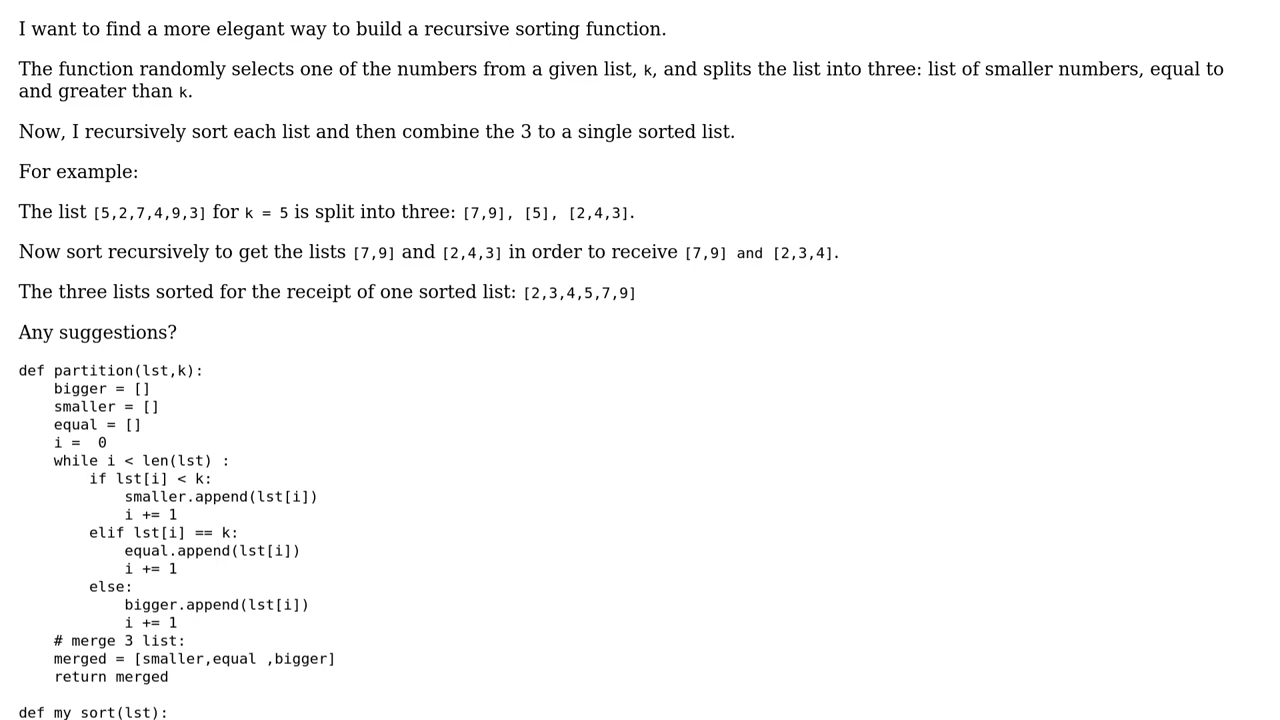 I want to find a more elegant way to build a recursive sorting function.
The function randomly selects one of the numbers from a given list, k, and splits the list into three: list of smaller numbers, equal to
and greater than k.
Now, I recursively sort each list and then combine the 3 to a single sorted list.
For example:
The list [5,2,7,4,9,3] for k = 5 is split into three: [7,9], [5], [2,4,3].
Now sort recursively to get the lists [7,9] and [2,4,3] in order to receive [7,9] and [2,3,4].
The three lists sorted for the receipt of one sorted list: [2,3,4,5,7,9]
Any suggestions?
def partition(lst,k):
    bigger = []
    smaller = []
    equal = []
    i =  0
    while i < len(lst) :
        if lst[i] < k:
            smaller.append(lst[i])
            i += 1
        elif lst[i] == k:
            equal.append(lst[i])
            i += 1
        else:
            bigger.append(lst[i])
            i += 1
    # merge 3 list:
    merged = [smaller,equal ,bigger]
    return merged
def my_sort(lst):